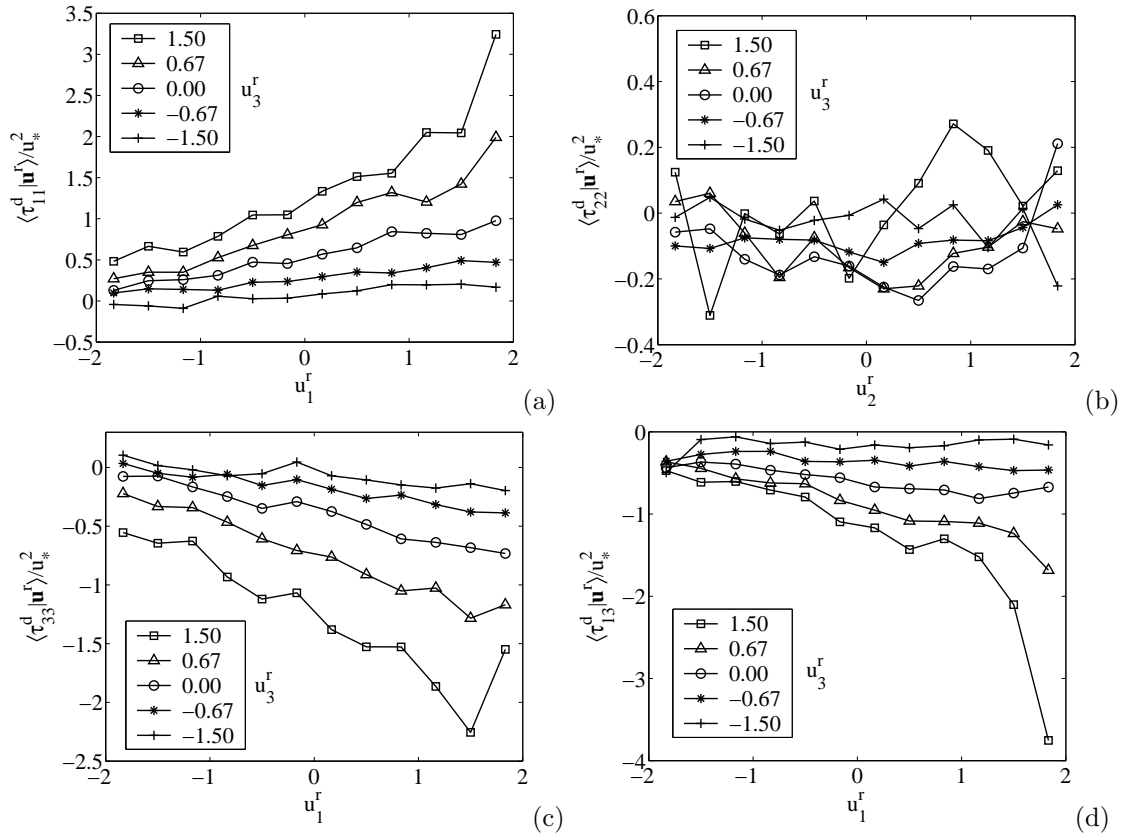 3.5
3
2.5
2
1.5
1
0.5
0
−0.5
−2 −1 0 1 2
⟨τ^d_11|u^r⟩/u^2_*
u^r_1
1.50
0.67
0.00
−0.67
−1.50
u^r_3
(a)
0.6
0.4
0.2
0
−0.2
−0.4
−2 −1 0 1 2
⟨τ^d_22|u^r⟩/u^2_*
u^r_2
1.50
0.67
0.00
−0.67
−1.50
u^r_3
(b)
0
−0.5
−1
−1.5
−2
−2.5
−2 −1 0 1 2
⟨τ^d_33|u^r⟩/u^2_*
u^r_1
1.50
0.67
0.00
−0.67
−1.50
u^r_3
(c)
0
−1
−2
−3
−4
−2 −1 0 1 2
⟨τ^d_13|u^r⟩/u^2_*
u^r_1
1.50
0.67
0.00
−0.67
−1.50
u^r_3
(d)